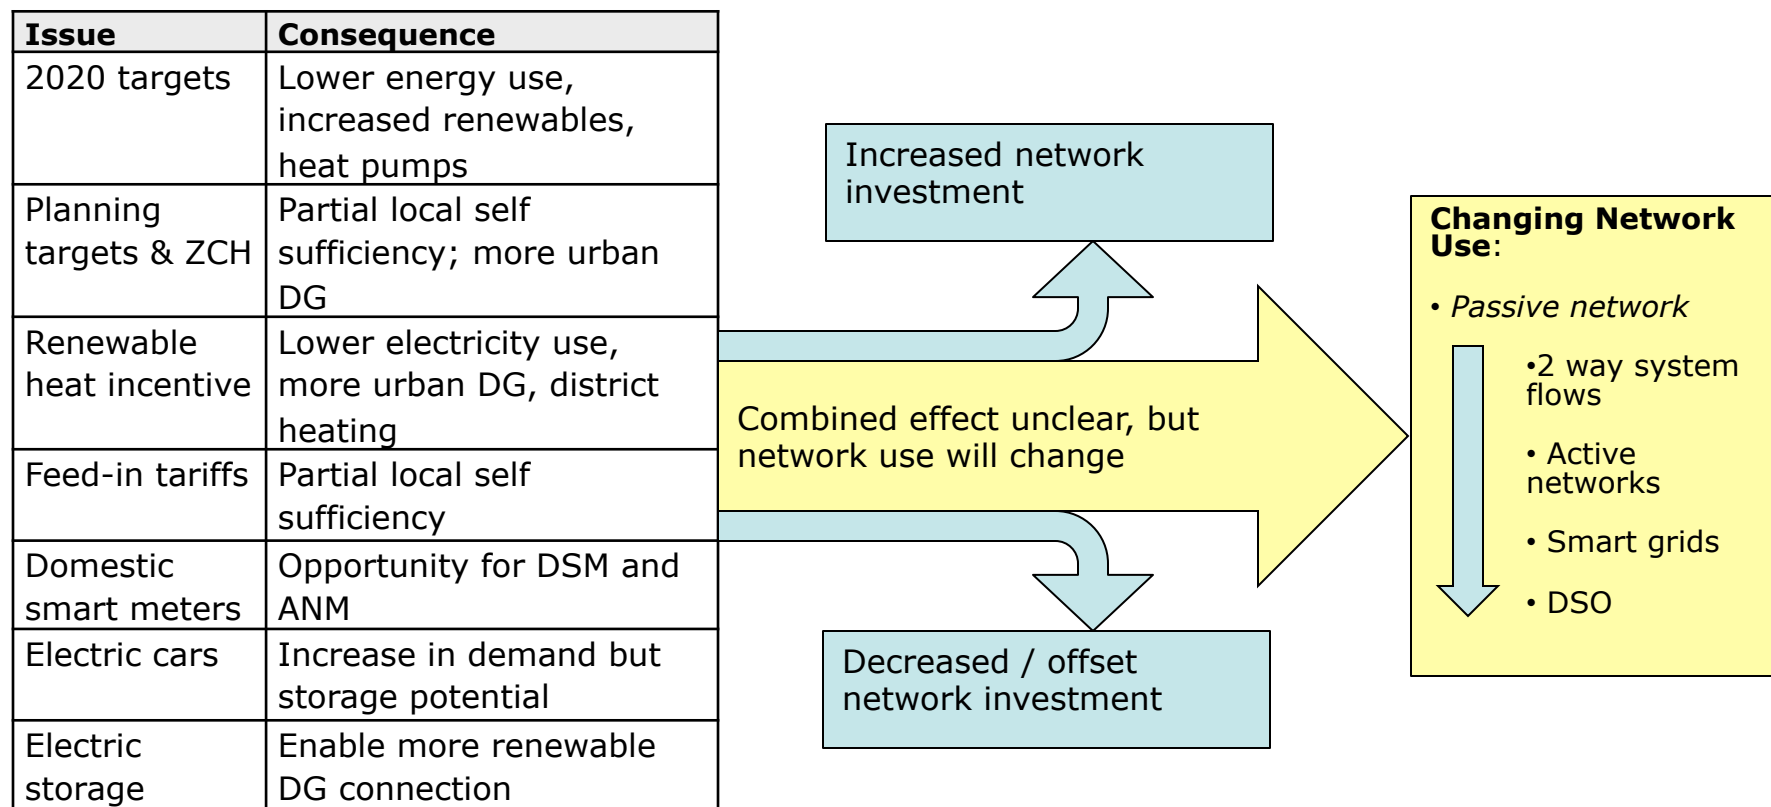 Issue
Consequence
2020 targets
Lower energy use,
increased renewables,
heat pumps
Planning
targets & ZCH
Partial local self
sufficiency; more urban
DG
Renewable
heat incentive
Lower electricity use,
more urban DG, district
heating
Feed-in tariffs
Partial local self
sufficiency
Domestic
smart meters
Opportunity for DSM and
ANM
Electric cars
Increase in demand but
storage potential
Electric
storage
Enable more renewable
DG connection
Increased network
investment
Combined effect unclear, but
network use will change
Decreased / offset
network investment
Changing Network
Use:
• Passive network
•2 way system
flows
• Active
networks
• Smart grids
• DSO